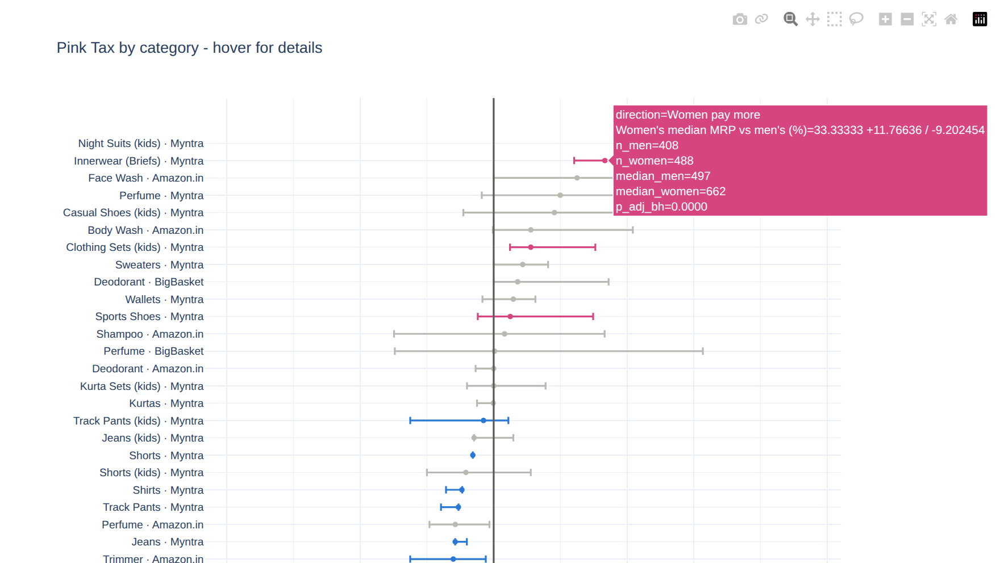 Pink Tax by category - hover for details
direction=Women pay more
Women's median MRP vs men's (%)=33.33333 +11.76636 / -9.202454
n_men=408
n_women=488
median_men=497
median_women=662
p_adj_bh=0.0000
Night Suits (kids) · Myntra
Innerwear (Briefs) · Myntra
Face Wash · Amazon.in
Perfume · Myntra
Casual Shoes (kids) · Myntra
Body Wash · Amazon.in
Clothing Sets (kids) · Myntra
Sweaters · Myntra
Deodorant · BigBasket
Wallets · Myntra
Sports Shoes · Myntra
Shampoo · Amazon.in
Perfume · BigBasket
Deodorant · Amazon.in
Kurta Sets (kids) · Myntra
Kurtas · Myntra
Track Pants (kids) · Myntra
Jeans (kids) · Myntra
Shorts · Myntra
Shorts (kids) · Myntra
Shirts · Myntra
Track Pants · Myntra
Perfume · Amazon.in
Jeans · Myntra
Trimmer · Amazon.in